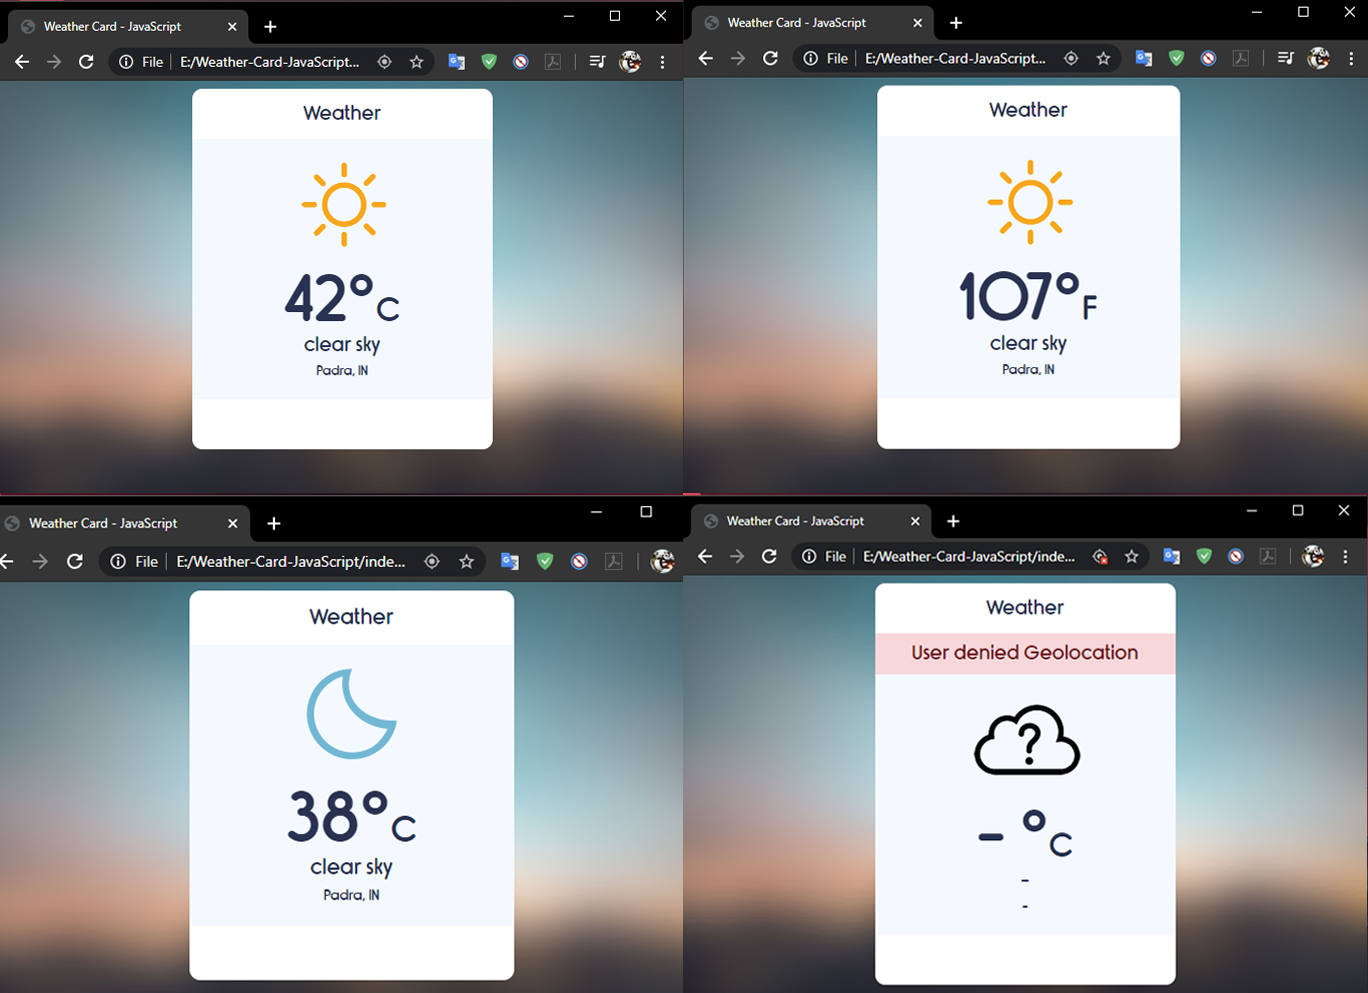 Weather Card - JavaScript
File
E:/Weather-Card-JavaScript...
Weather
42°C
clear sky
Padra, IN
Weather Card - JavaScript
File
E:/Weather-Card-JavaScript...
Weather
107°F
clear sky
Padra, IN
Weather Card - JavaScript
File
E:/Weather-Card-JavaScript/inde...
Weather
38°C
clear sky
Padra, IN
Weather Card - JavaScript
File
E:/Weather-Card-JavaScript/inde...
Weather
User denied Geolocation
?
- °C
-
-